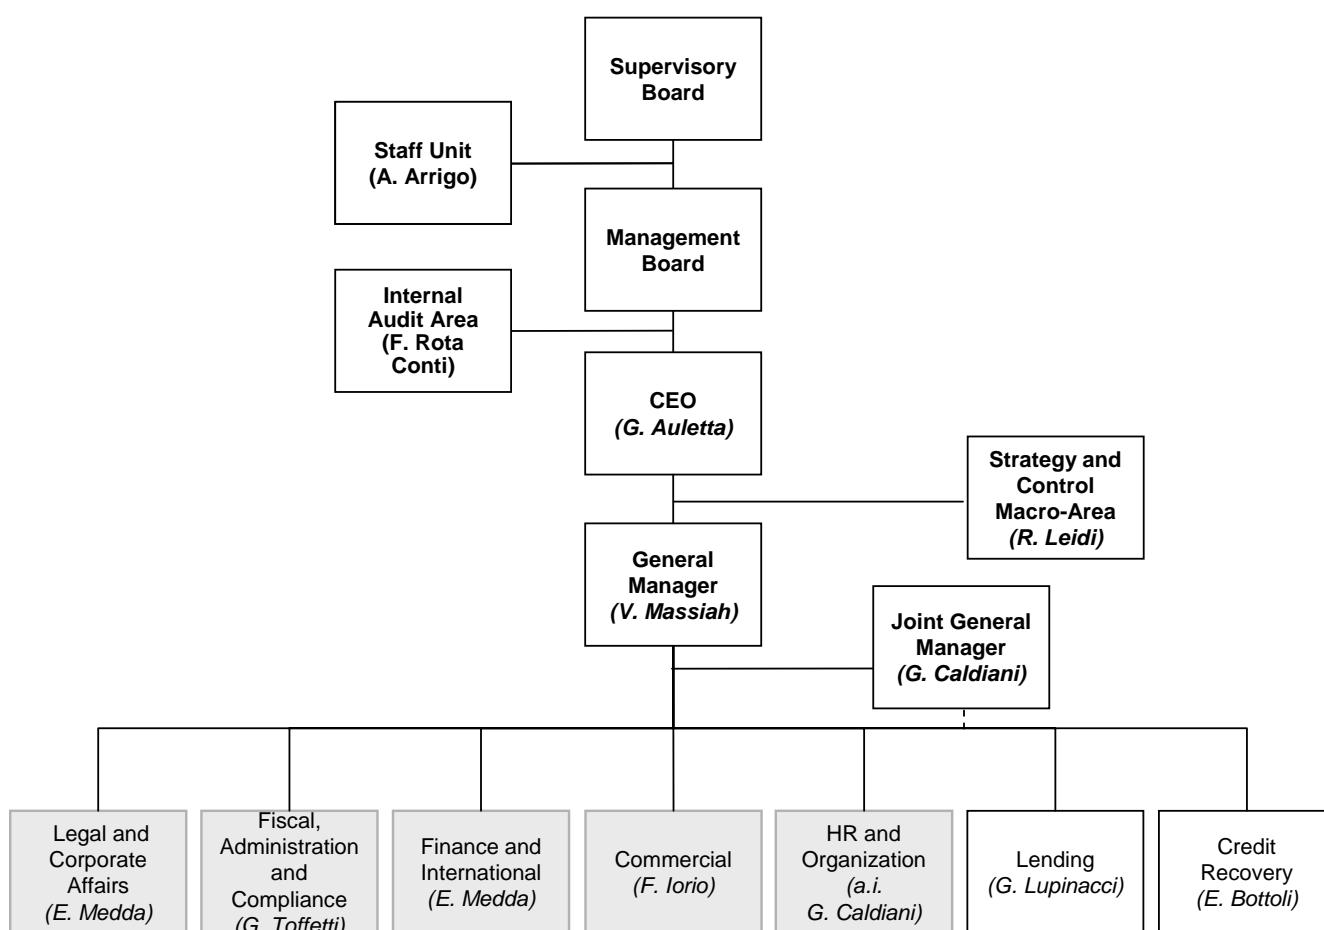 Supervisory
Board
Staff Unit
(A. Arrigo)
Management
Board
Internal
Audit Area
(F. Rota
Conti)
CEO
(G. Auletta)
Strategy and
Control
Macro-Area
(R. Leidi)
General
Manager
(V. Massiah)
Joint General
Manager
(G. Caldiani)
Legal and
Corporate
Affairs
(E. Medda)
Fiscal,
Administration
and
Compliance
(G. Toffetti)
Finance and
International
(E. Medda)
Commercial
(F. Iorio)
HR and
Organization
(a.i.
G. Caldiani)
Lending
(G. Lupinacci)
Credit
Recovery
(E. Bottoli)